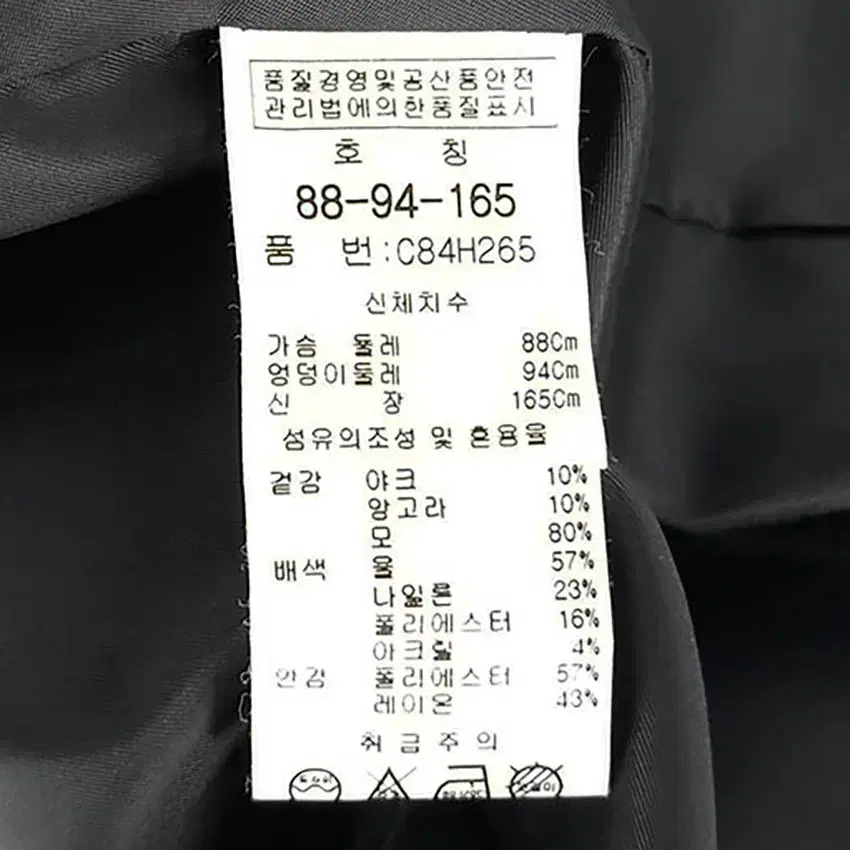 품질경영및공산품안전
관리법에의한품질표시
호 칭
88-94-165
품 번:C84H265
신체치수
가슴 둘레 88Cm
엉덩이둘레 94Cm
신 장 165Cm
섬유의조성 및 혼용율
겉감 야크 10%
앙고라 10%
모 80%
배색 울 57%
나일론 23%
폴리에스터 16%
아크릴 4%
안감 폴리에스터 57%
레이온 43%
취급주의
드라이